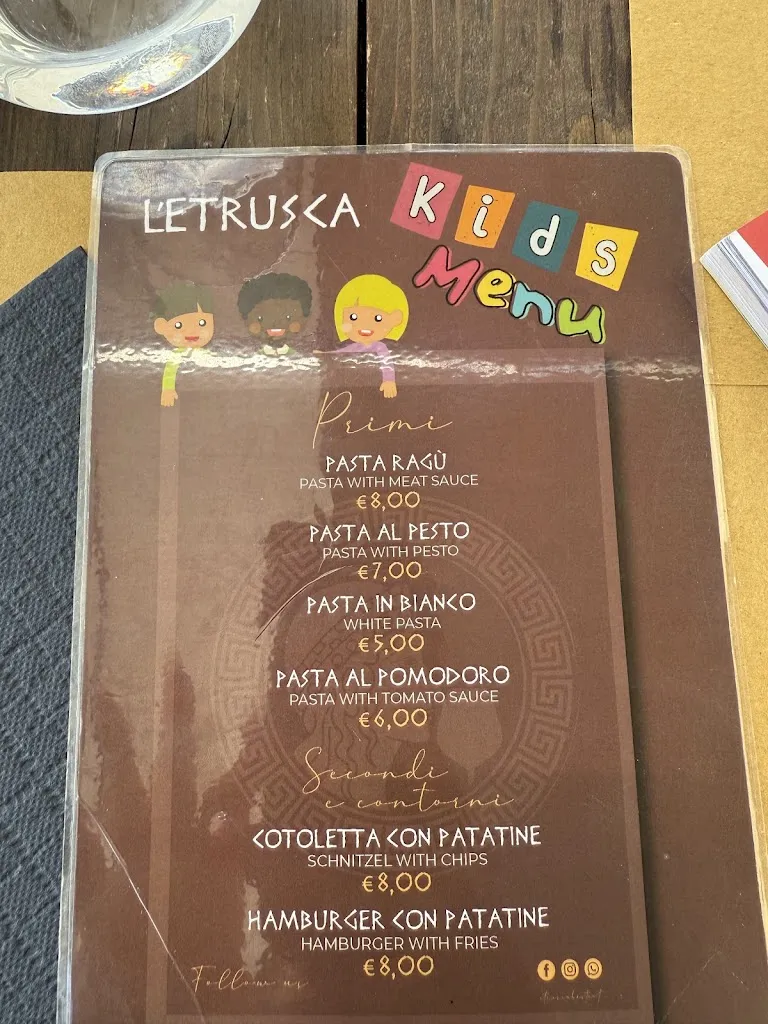 L'ETRUSCA
Kids
Menu
Primi
PASTA RAGÙ
PASTA WITH MEAT SAUCE
€8,00
PASTA AL PESTO
PASTA WITH PESTO
€7,00
PASTA IN BIANCO
WHITE PASTA
€5,00
PASTA AL POMODORO
PASTA WITH TOMATO SAUCE
€6,00
Secondi
e contorni
COTOLETTA CON PATATINE
SCHNITZEL WITH CHIPS
€8,00
HAMBURGER CON PATATINE
HAMBURGER WITH FRIES
€8,00
Follow us